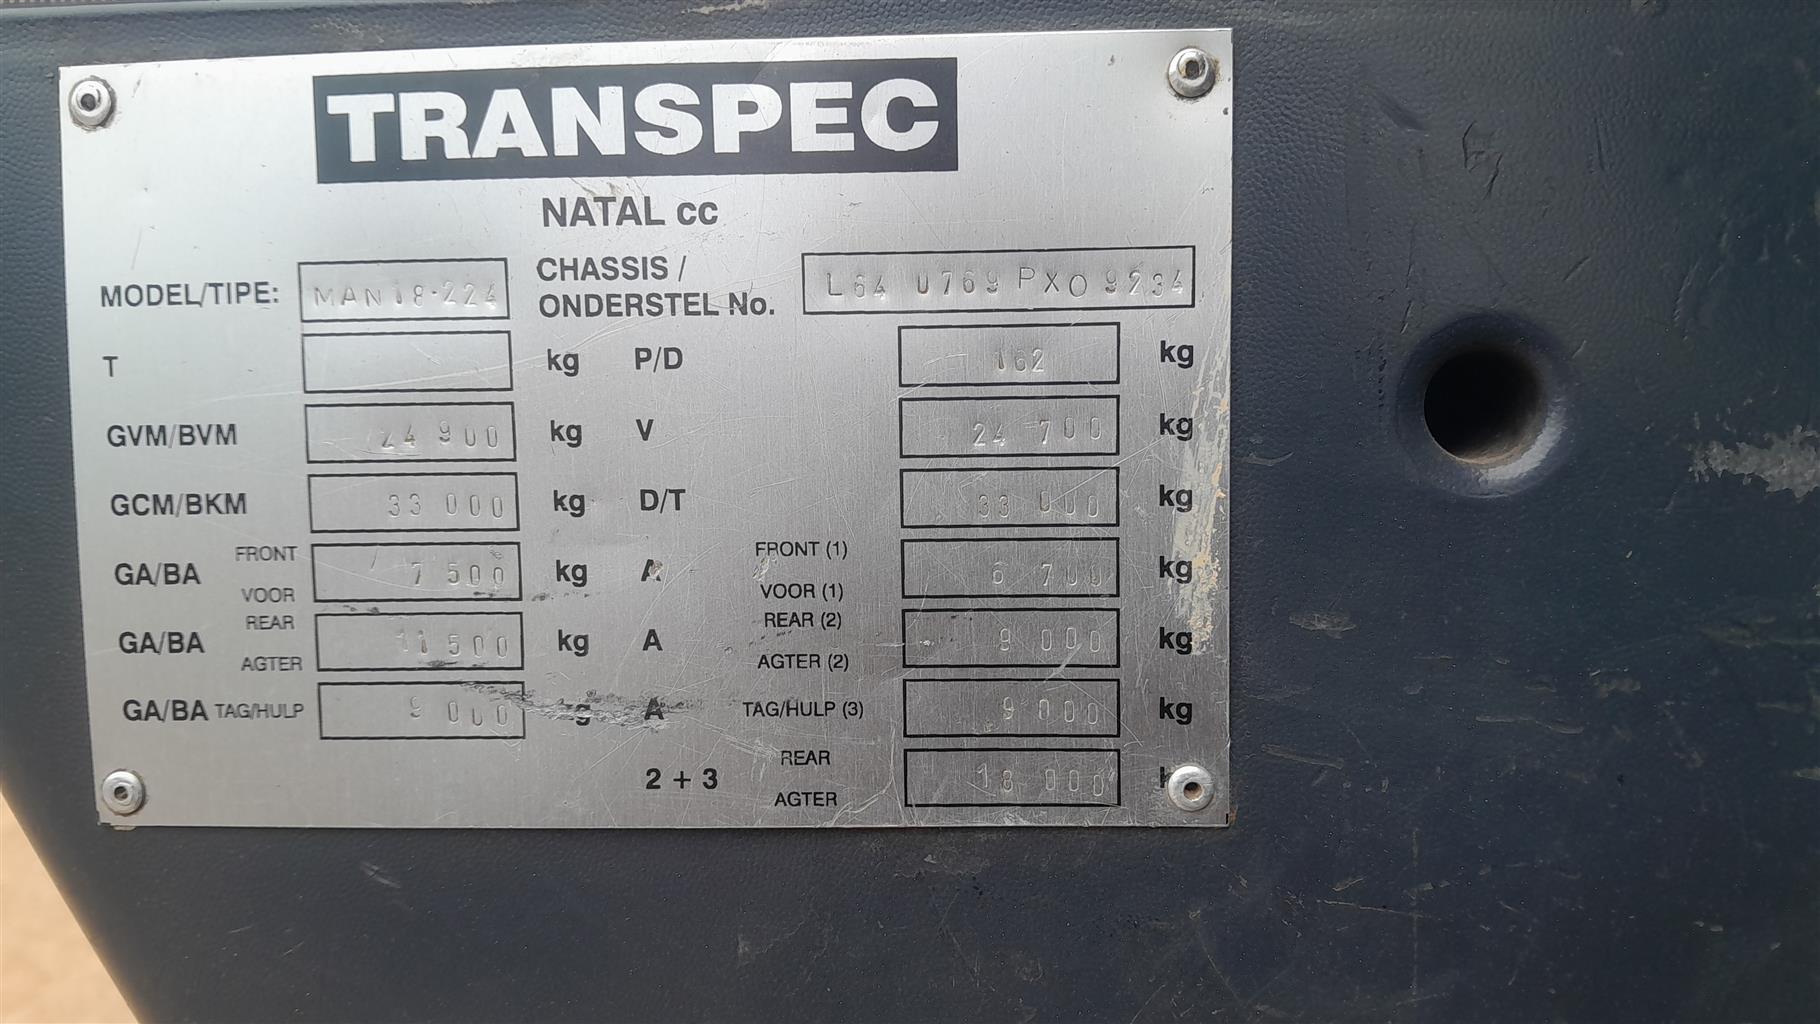 TRANSPEC
NATAL cc
MODEL/TIPE: MAN 18·224 CHASSIS / ONDERSTEL No. L64 0769 PX0 9234
T kg P/D 162 kg
GVM/BVM 24 900 kg V 24 700 kg
GCM/BKM 33 000 kg D/T 33 000 kg
GA/BA FRONT VOOR 7 500 kg A FRONT (1) VOOR (1) 6 700 kg
GA/BA REAR AGTER 11 500 kg A REAR (2) AGTER (2) 9 000 kg
GA/BA TAG/HULP 9 000 kg A TAG/HULP (3) 9 000 kg
2 + 3 REAR AGTER 18 000